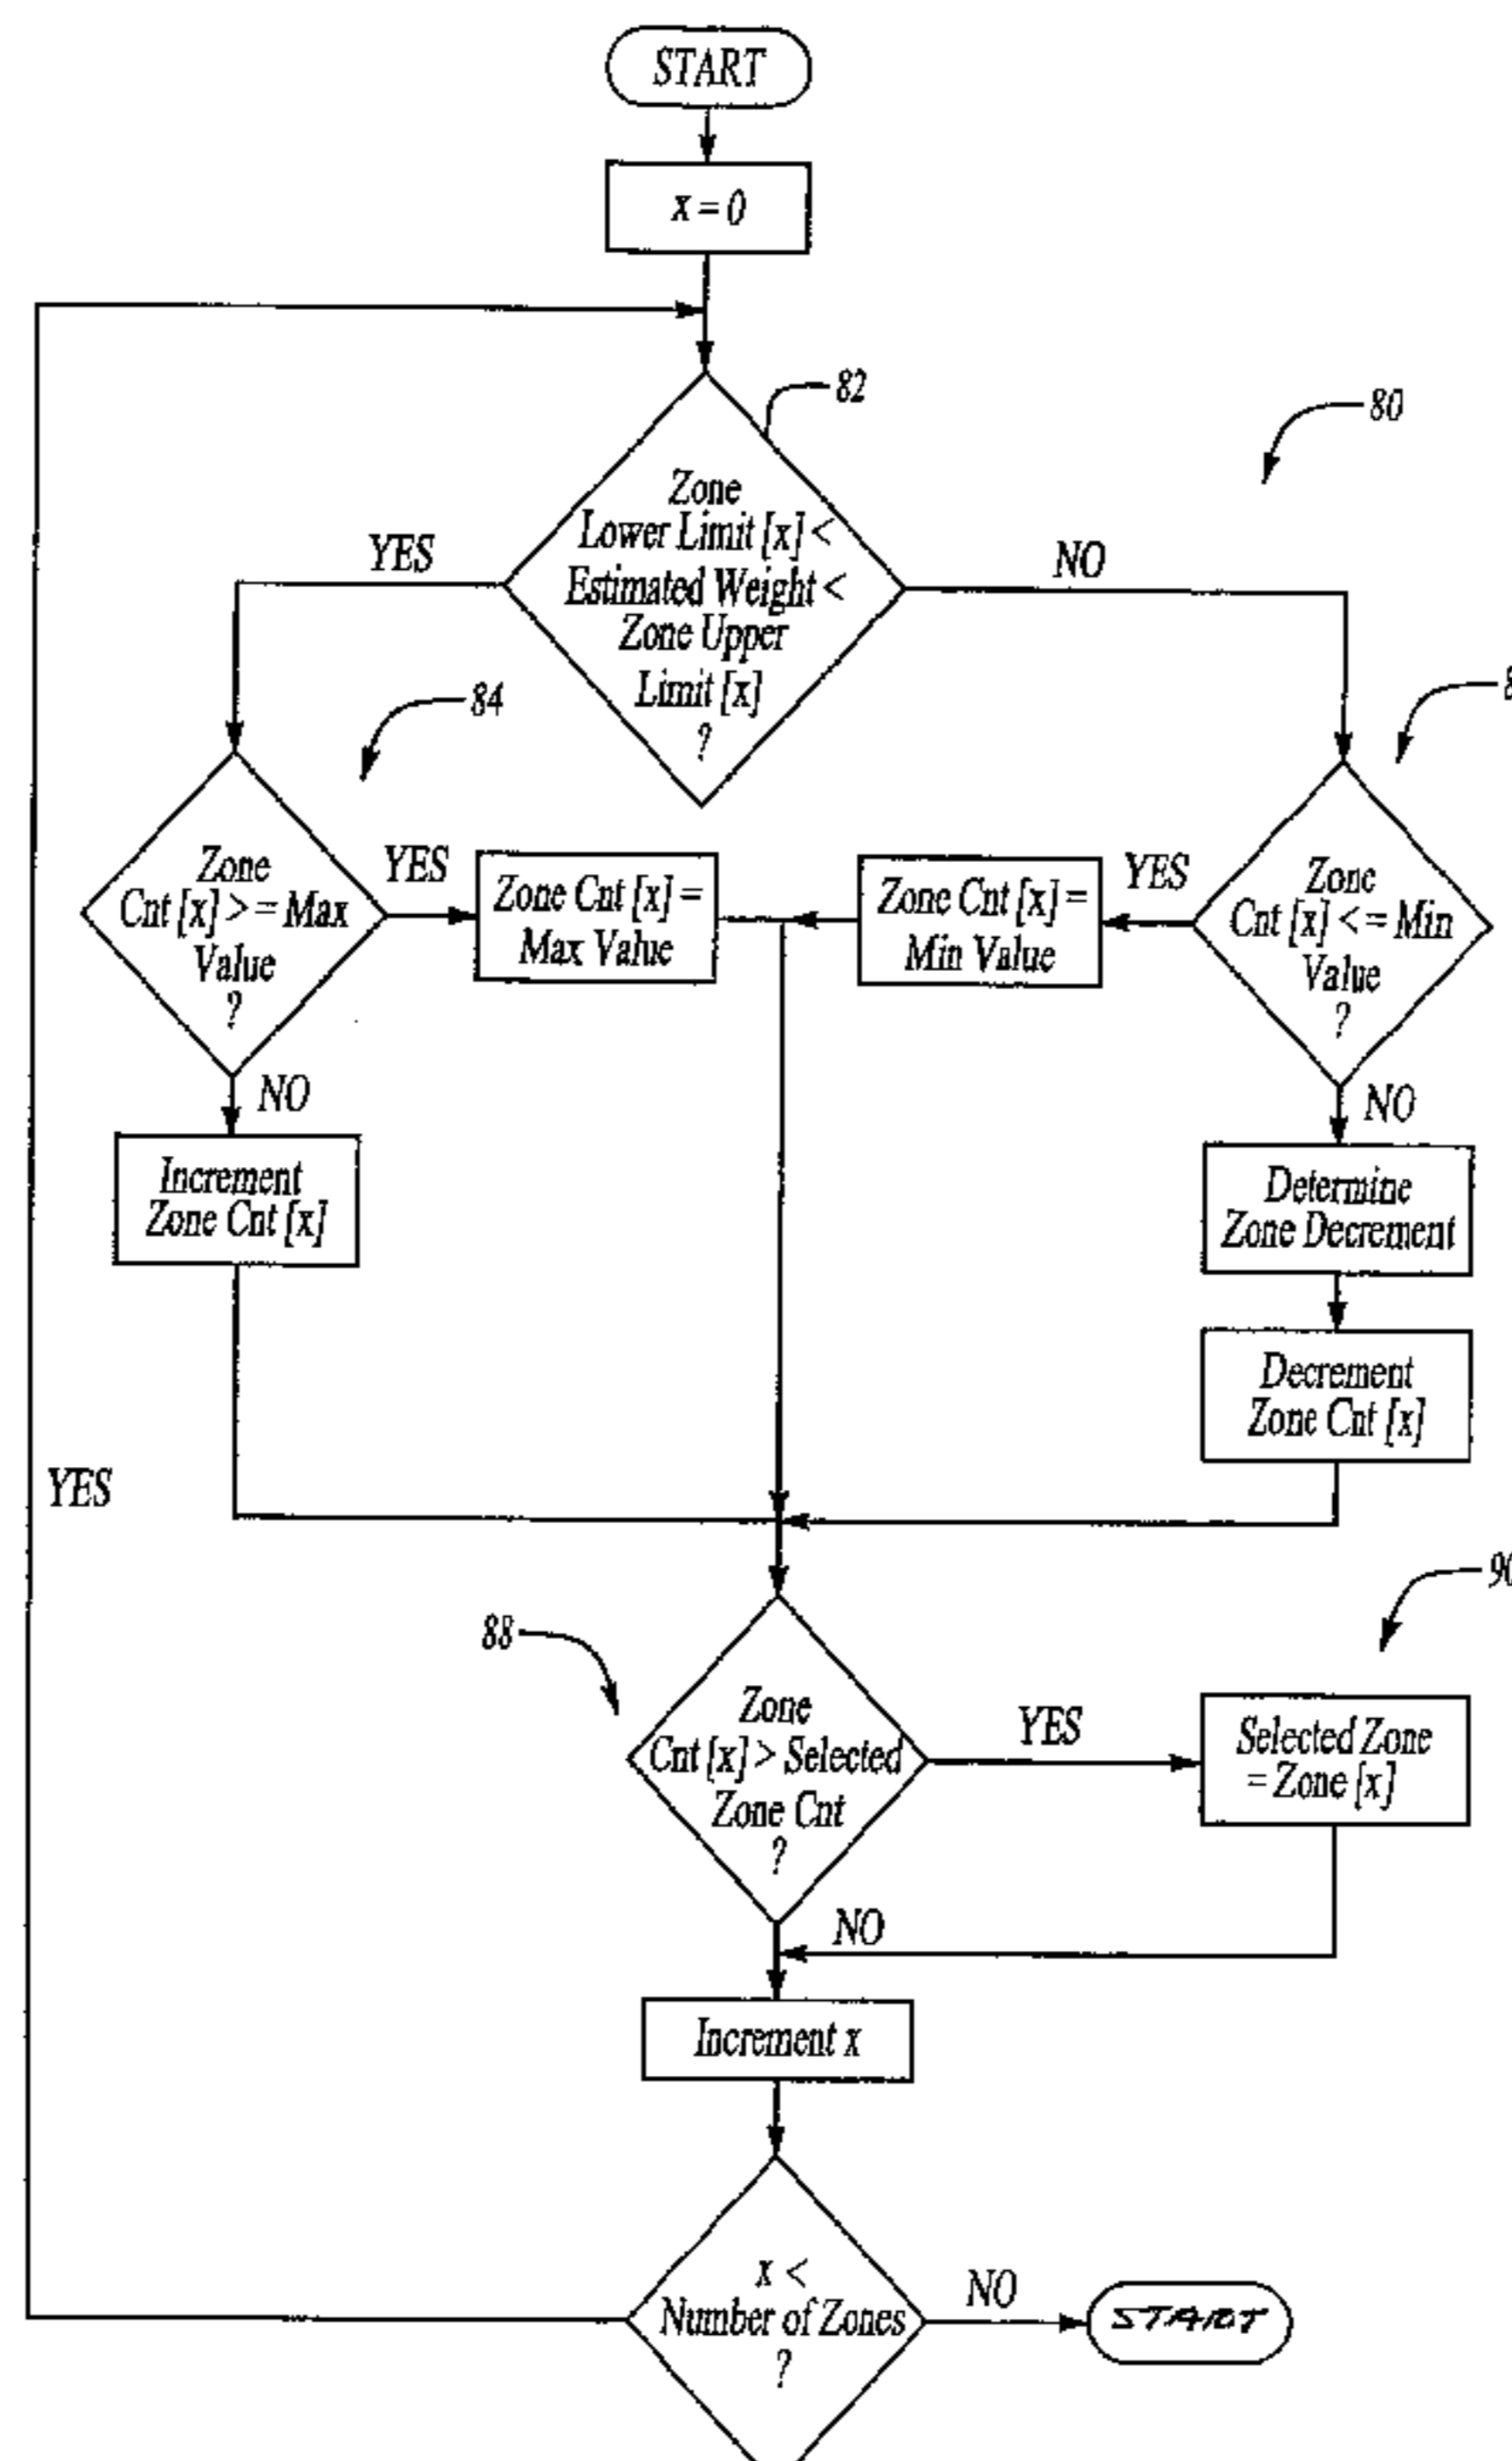 START
x = 0
82
80
Zone
Lower Limit [x] <
Estimated Weight <
Zone Upper
Limit [x]
?
YES
NO
84
8
Zone
Cnt [x] > = Max
Value
?
YES
Zone Cnt [x] =
Max Value
Zone Cnt [x] =
Min Value
YES
Zone
Cnt [x] < = Min
Value
?
NO
NO
Increment
Zone Cnt [x]
Determine
Zone Decrement
Decrement
Zone Cnt [x]
YES
90
88
Zone
Cnt [x] > Selected
Zone Cnt
?
YES
Selected Zone
= Zone [x]
NO
Increment x
x <
Number of Zones
?
NO
START